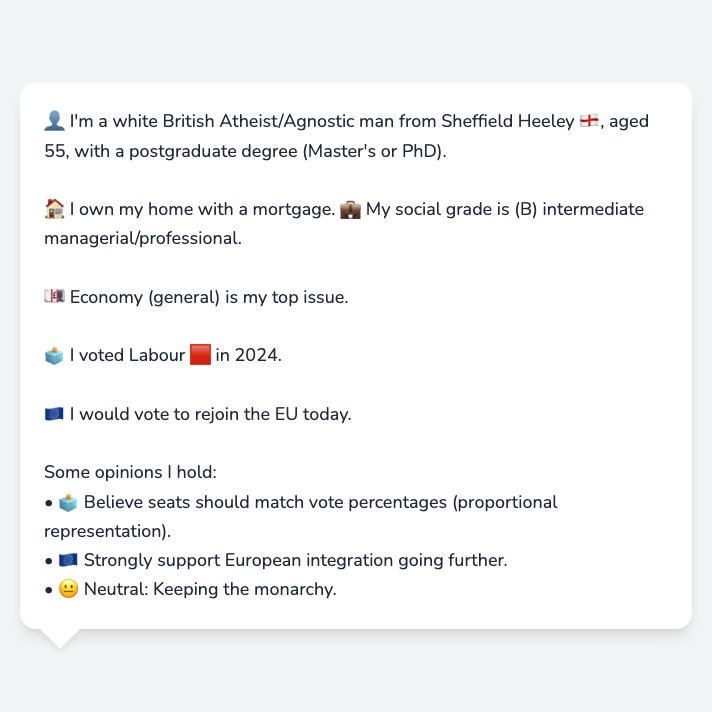 👤 I'm a white British Atheist/Agnostic man from Sheffield Heeley 🏴󠁧󠁢󠁥󠁮󠁧󠁿, aged
55, with a postgraduate degree (Master's or PhD).
🏠 I own my home with a mortgage. 💼 My social grade is (B) intermediate
managerial/professional.
💷 Economy (general) is my top issue.
🗳️ I voted Labour 🟥 in 2024.
🇪🇺 I would vote to rejoin the EU today.
Some opinions I hold:
• 🗳️ Believe seats should match vote percentages (proportional
representation).
• 🇪🇺 Strongly support European integration going further.
• 😐 Neutral: Keeping the monarchy.